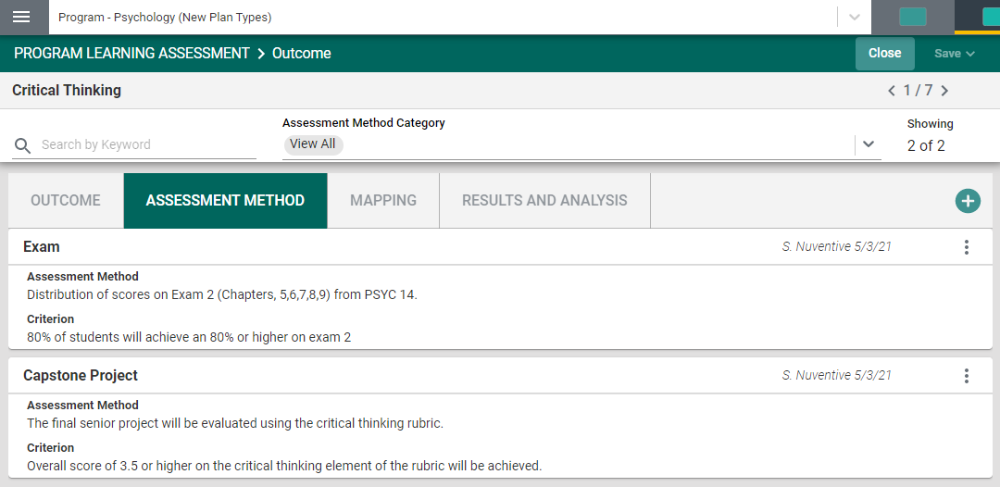 Program - Psychology (New Plan Types)
PROGRAM LEARNING ASSESSMENT > Outcome
Close
Save
Critical Thinking
1 / 7
Search by Keyword
Assessment Method Category
View All
Showing
2 of 2
OUTCOME
ASSESSMENT METHOD
MAPPING
RESULTS AND ANALYSIS
Exam
S. Nuventive 5/3/21
Assessment Method
Distribution of scores on Exam 2 (Chapters, 5,6,7,8,9) from PSYC 14.
Criterion
80% of students will achieve an 80% or higher on exam 2
Capstone Project
S. Nuventive 5/3/21
Assessment Method
The final senior project will be evaluated using the critical thinking rubric.
Criterion
Overall score of 3.5 or higher on the critical thinking element of the rubric will be achieved.